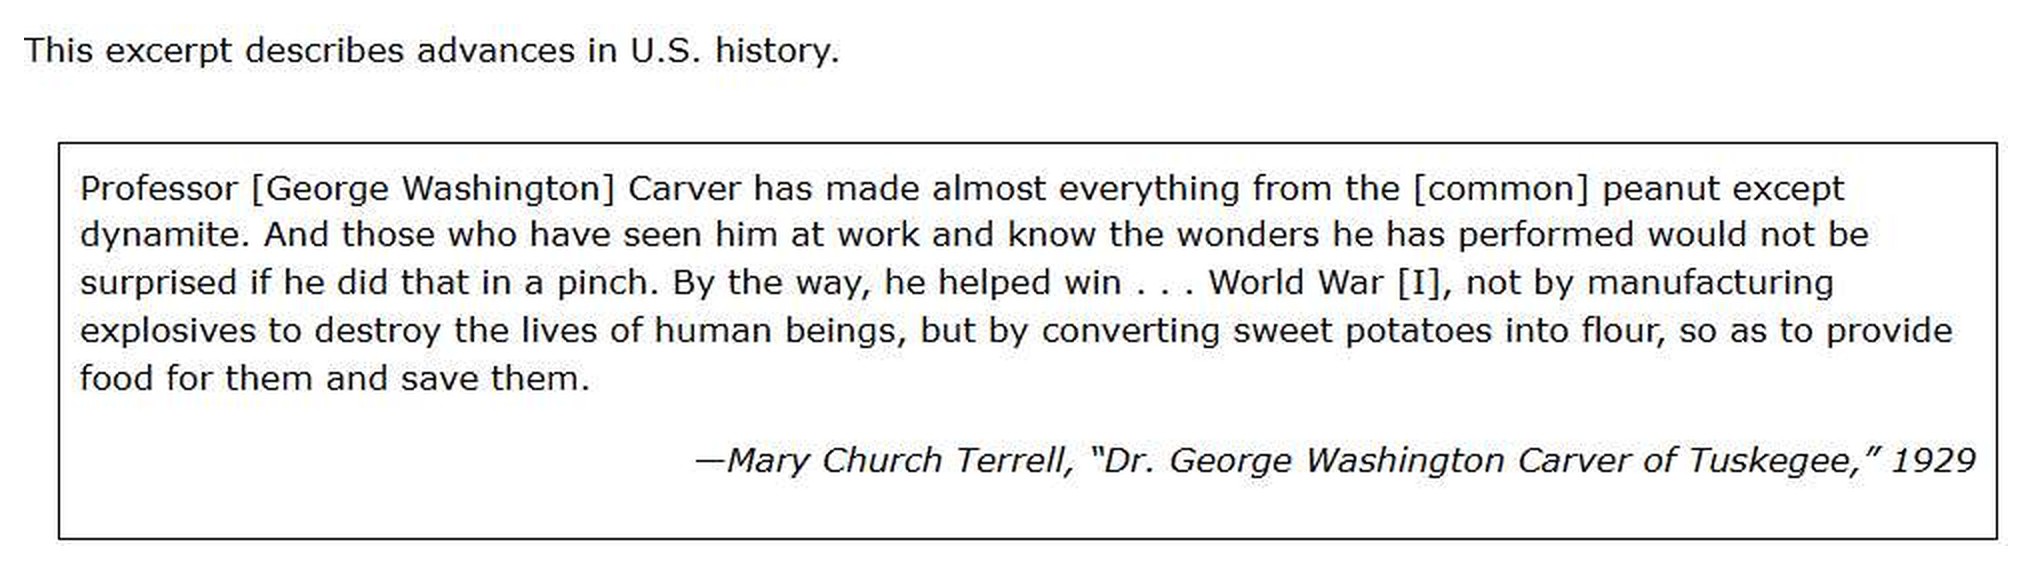 This excerpt describes advances in U.S. history.
Professor [George Washington] Carver has made almost everything from the [common] peanut except
dynamite. And those who have seen him at work and know the wonders he has performed would not be
surprised if he did that in a pinch. By the way, he helped win . . . World War [I], not by manufacturing
explosives to destroy the lives of human beings, but by converting sweet potatoes into flour, so as to provide
food for them and save them.
—Mary Church Terrell, “Dr. George Washington Carver of Tuskegee,” 1929